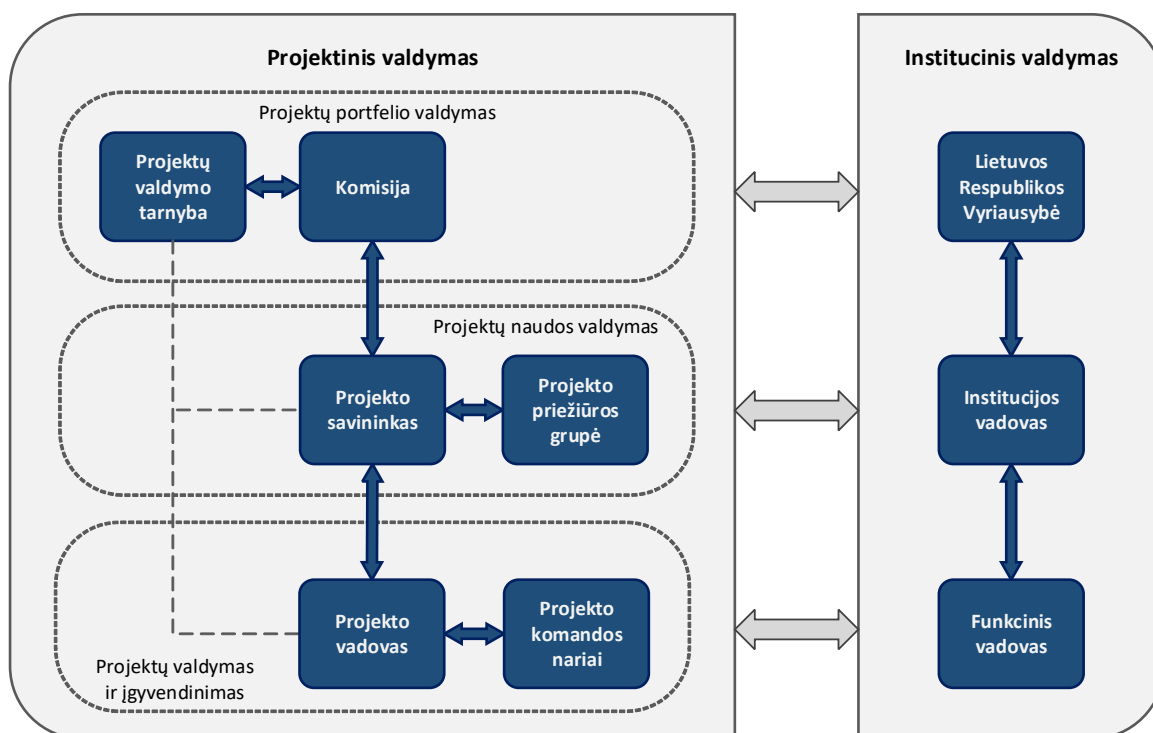 Projektinis valdymas
Institucinis valdymas
Projektų portfelio valdymas
Projektų
valdymo
tarnyba
Komisija
Lietuvos
Respublikos
Vyriausybė
Projektų naudos valdymas
Projekto
savininkas
Projekto
priežiūros
grupė
Institucijos
vadovas
Projekto
vadovas
Projekto
komandos
nariai
Funkcinis
vadovas
Projektų valdymas
ir įgyvendinimas